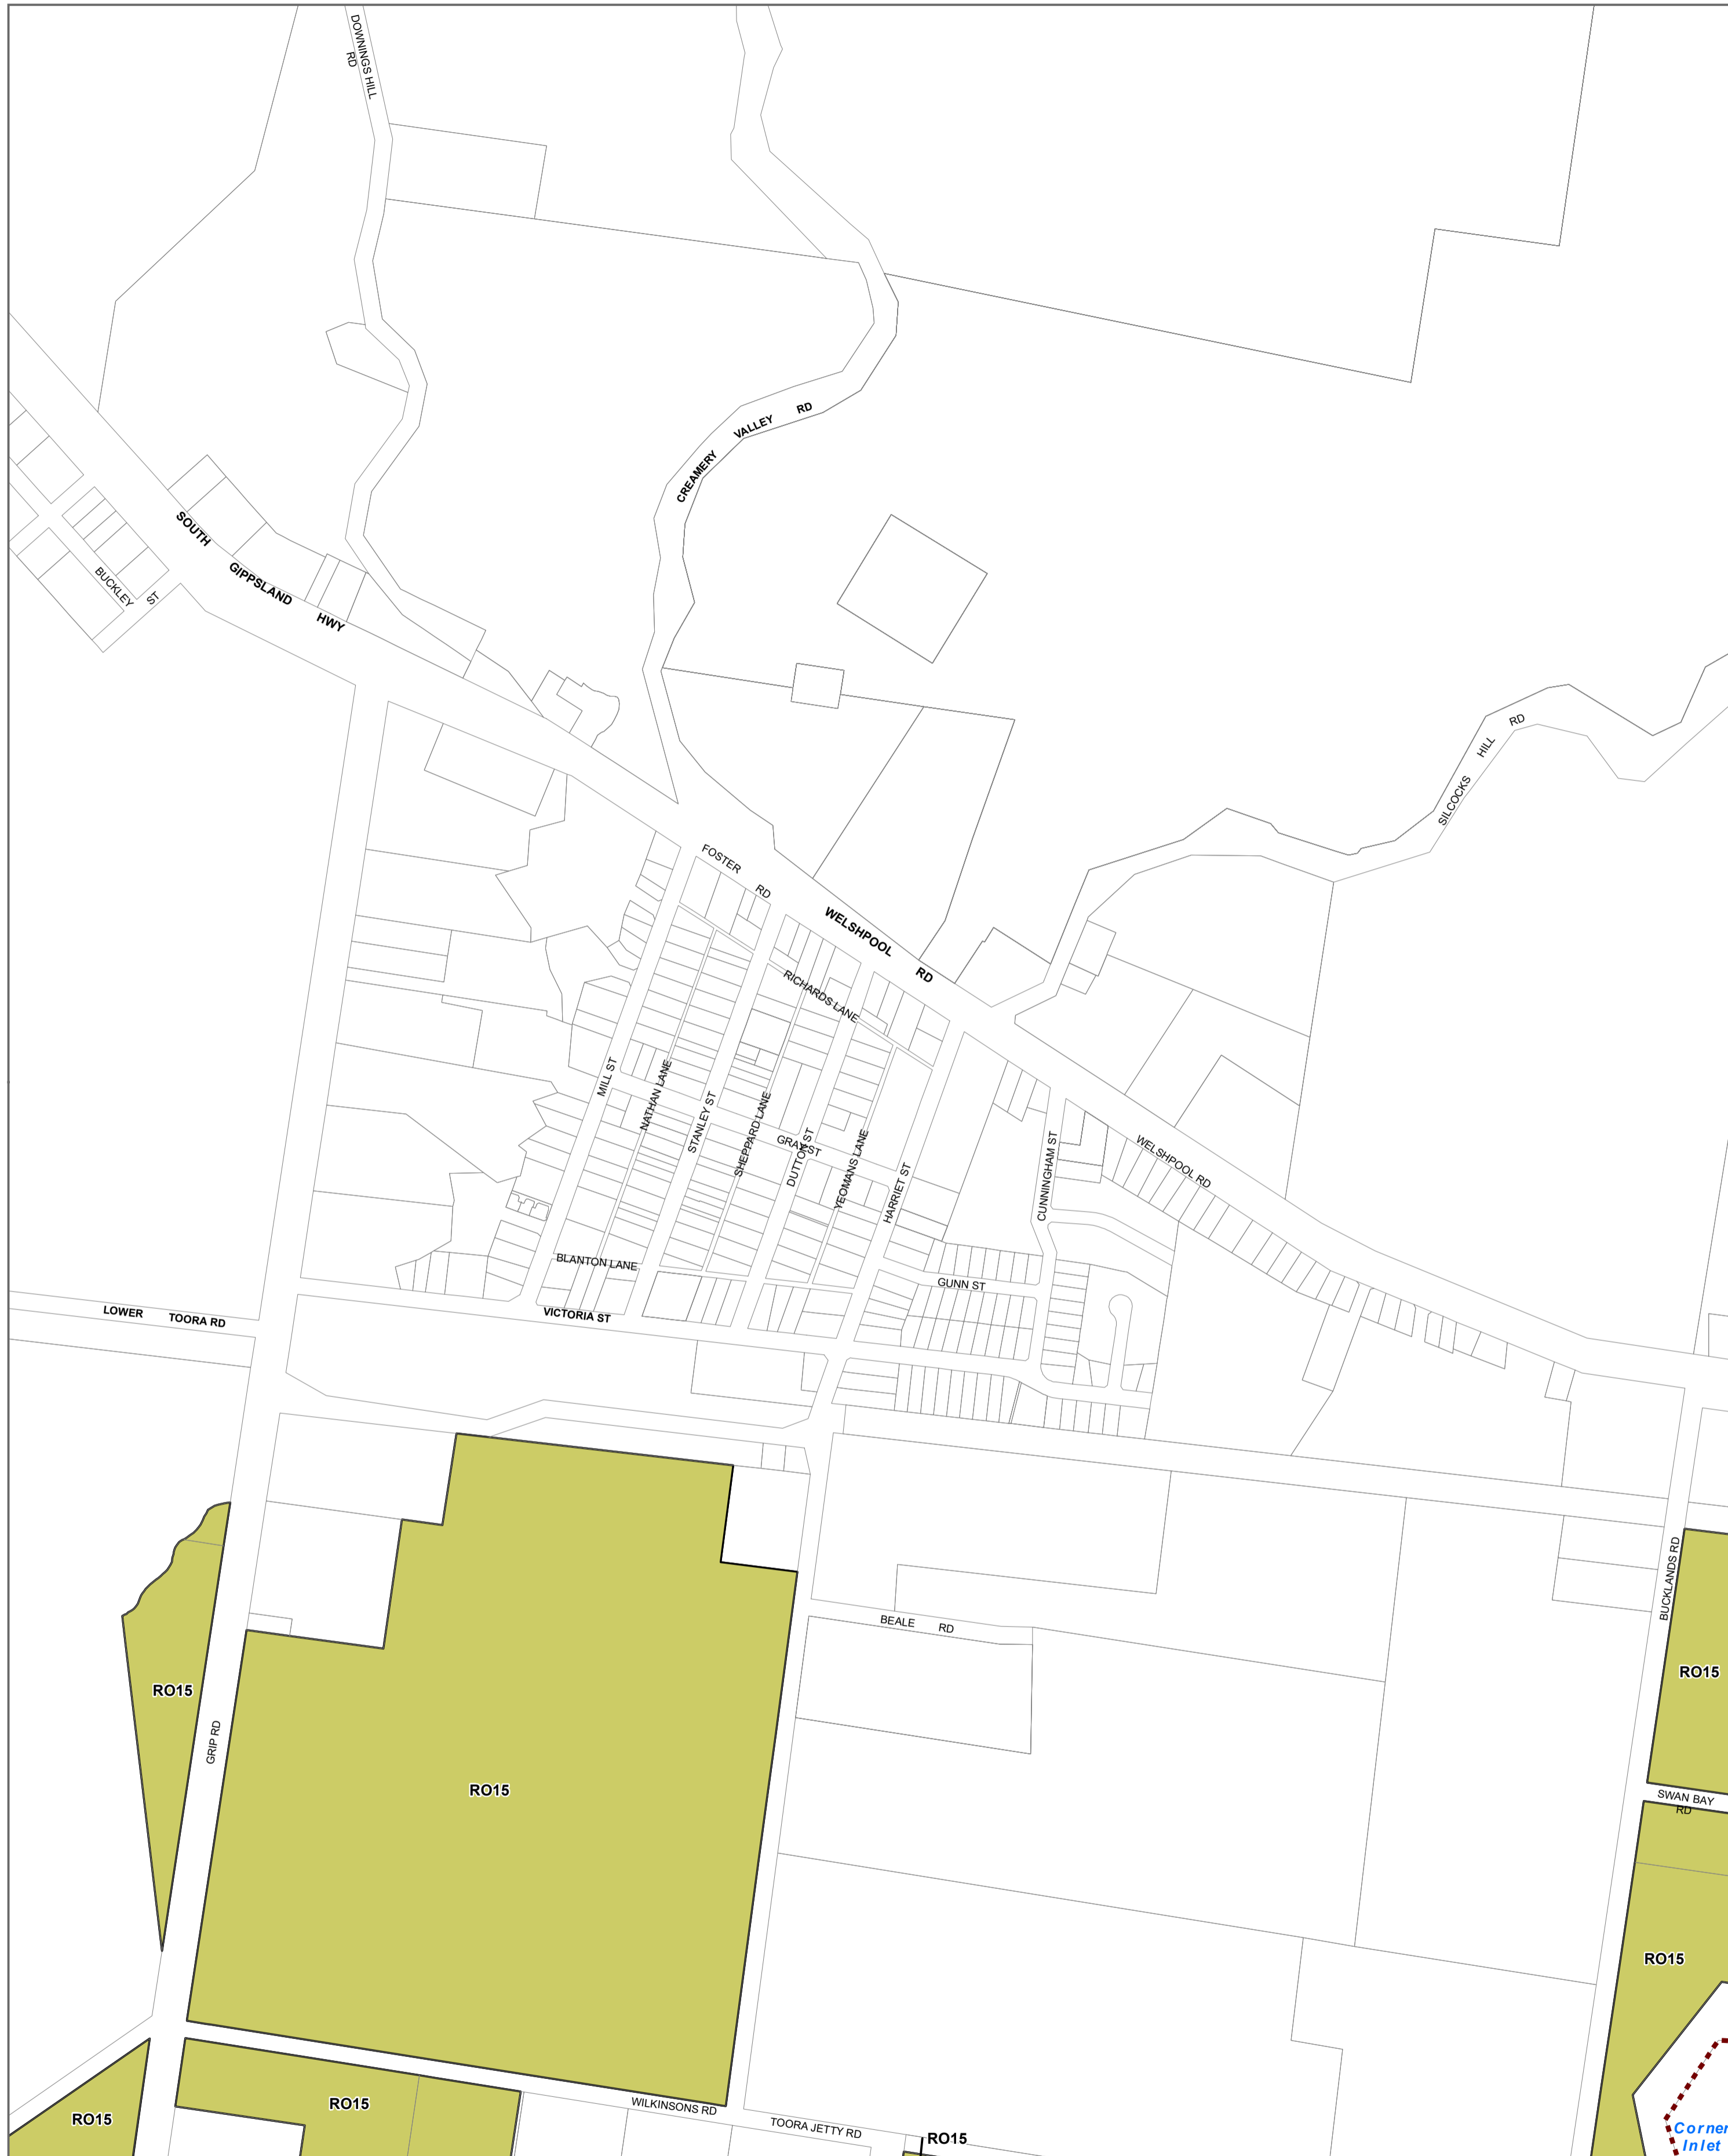 DOWNINGS HILL
RD
CREAMERY VALLEY RD
SOUTH GIPPSLAND HWY
BUCKLEY ST
SILCOCKS HILL RD
FOSTER RD
WELSHPOOL RD
RICHARDS LANE
MILL ST
NATHAN LANE
STANLEY ST
SHEPPARD LANE
GRAY ST
DUTTON ST
YEOMANS LANE
HARRIET ST
CUNNINGHAM ST
WELSHPOOL RD
BLANTON LANE
GUNN ST
LOWER TOORA RD
VICTORIA ST
BUCKLANDS RD
BEALE RD
RO15
RO15
GRIP RD
RO15
SWAN BAY
RD
RO15
RO15
RO15
WILKINSONS RD
TOORA JETTY RD
RO15
Corner
Inlet